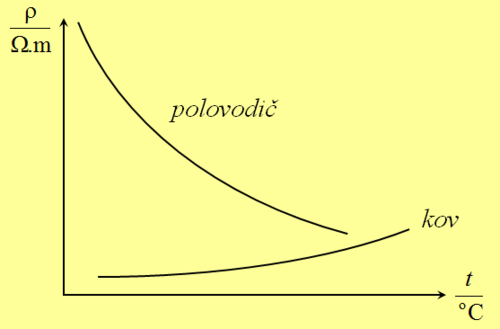 ρ
Ω.m
polovodič
kov
t
°C